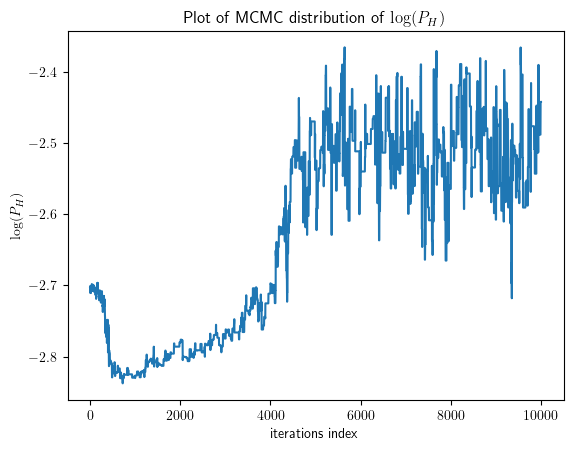 Plot of MCMC distribution of log(P_H)
log(P_H)
−2.4
−2.5
−2.6
−2.7
−2.8
0 2000 4000 6000 8000 10000
iterations index